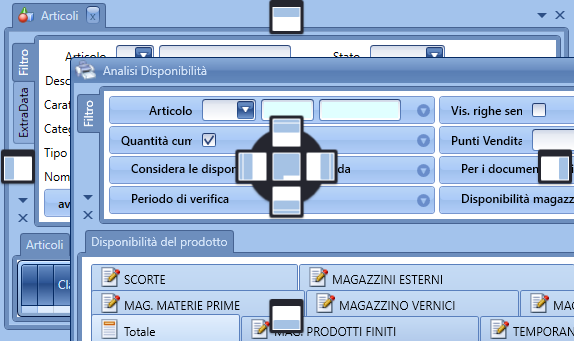 Articoli
Filtro
ExtraData
Articolo
Stato
Desc
Carat
Categ
Tipo
Nom
av
Articoli
Cla
Analisi Disponibilità
Filtro
Articolo
Vis. righe sen
Quantità cum
Punti Vendita
Considera le dispon
da
Per i document
Periodo di verifica
Disponibilità magazz
Disponibilità del prodotto
SCORTE
MAGAZZINI ESTERNI
MAG. MATERIE PRIME
MAGAZZINO VERNICI
MAG
Totale
MAG. PRODOTTI FINITI
TEMPORAN